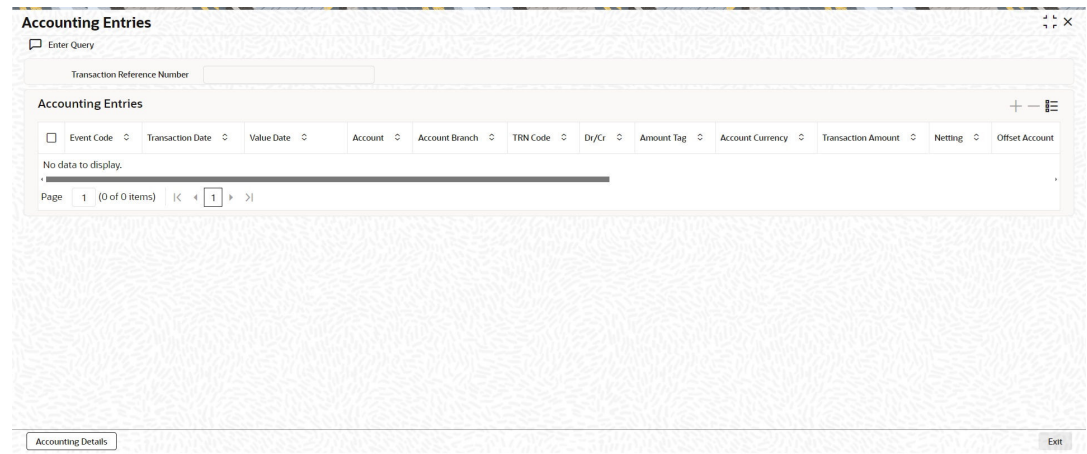 Accounting Entries
Enter Query
Transaction Reference Number
Accounting Entries
Event Code Transaction Date Value Date Account Account Branch TRN Code Dr/Cr Amount Tag Account Currency Transaction Amount Netting Offset Account
No data to display.
Page 1 (0 of 0 items) 1
Accounting Details Exit